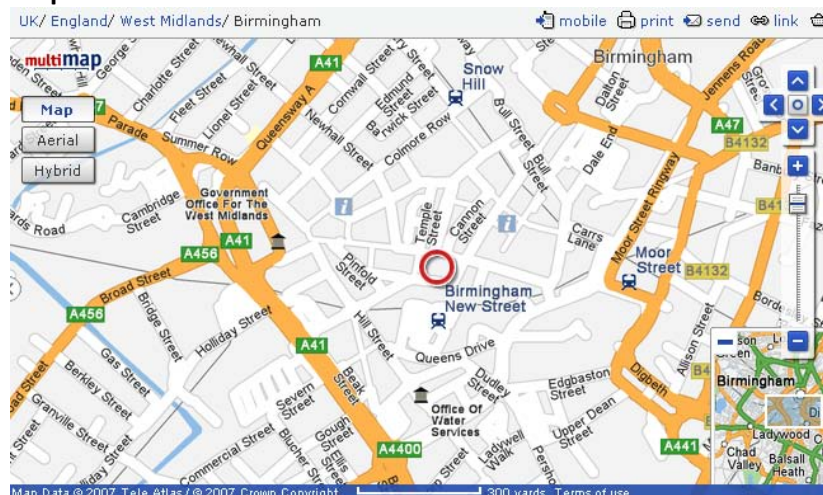 UK/ England/ West Midlands/ Birmingham
mobile print send link
multimap
Map
Aerial
Hybrid
A41
Snow
Hill
Birmingham
Jennens Road
Charlotte Street
Fleet Street
Lionel Street
Newhall Street
Queensway A
Cornwall Street
Edmund
Street
Newhall Street
Colmore Row
Bull Street
Bull
Dalton
Street
Dale End
A47
B4132
Parade
Summer Row
Government
Office For The
West Midlands
Cambridge
Street
Temple
Street
Cannon
Street
Carrs
Lane
Moor Street Ringway
Moor
Street
B4132
A456
A41
Pinfold
Street
Birmingham
New Street
Broad Street
A456
Bridge Street
Holliday Street
Hill Street
A41
Queens Drive
Gas Street
Berkley Street
Granville Street
Beak
Street
Severn
Street
Gough
Street
Ellis
Blucher Street
Commercial Street
A4400
Office Of
Water
Services
Dudley
Street
Ladywell
Walk
Edgbaston
Street
Upper Dean
Street
Digbeth
Allison Street
A441
Birmingham
Ladywood
Chad
Valley
Balsall
Heath
Map Data © 2007 Tele Atlas / © 2007 Crown Copyright
300 yards
Terms of use